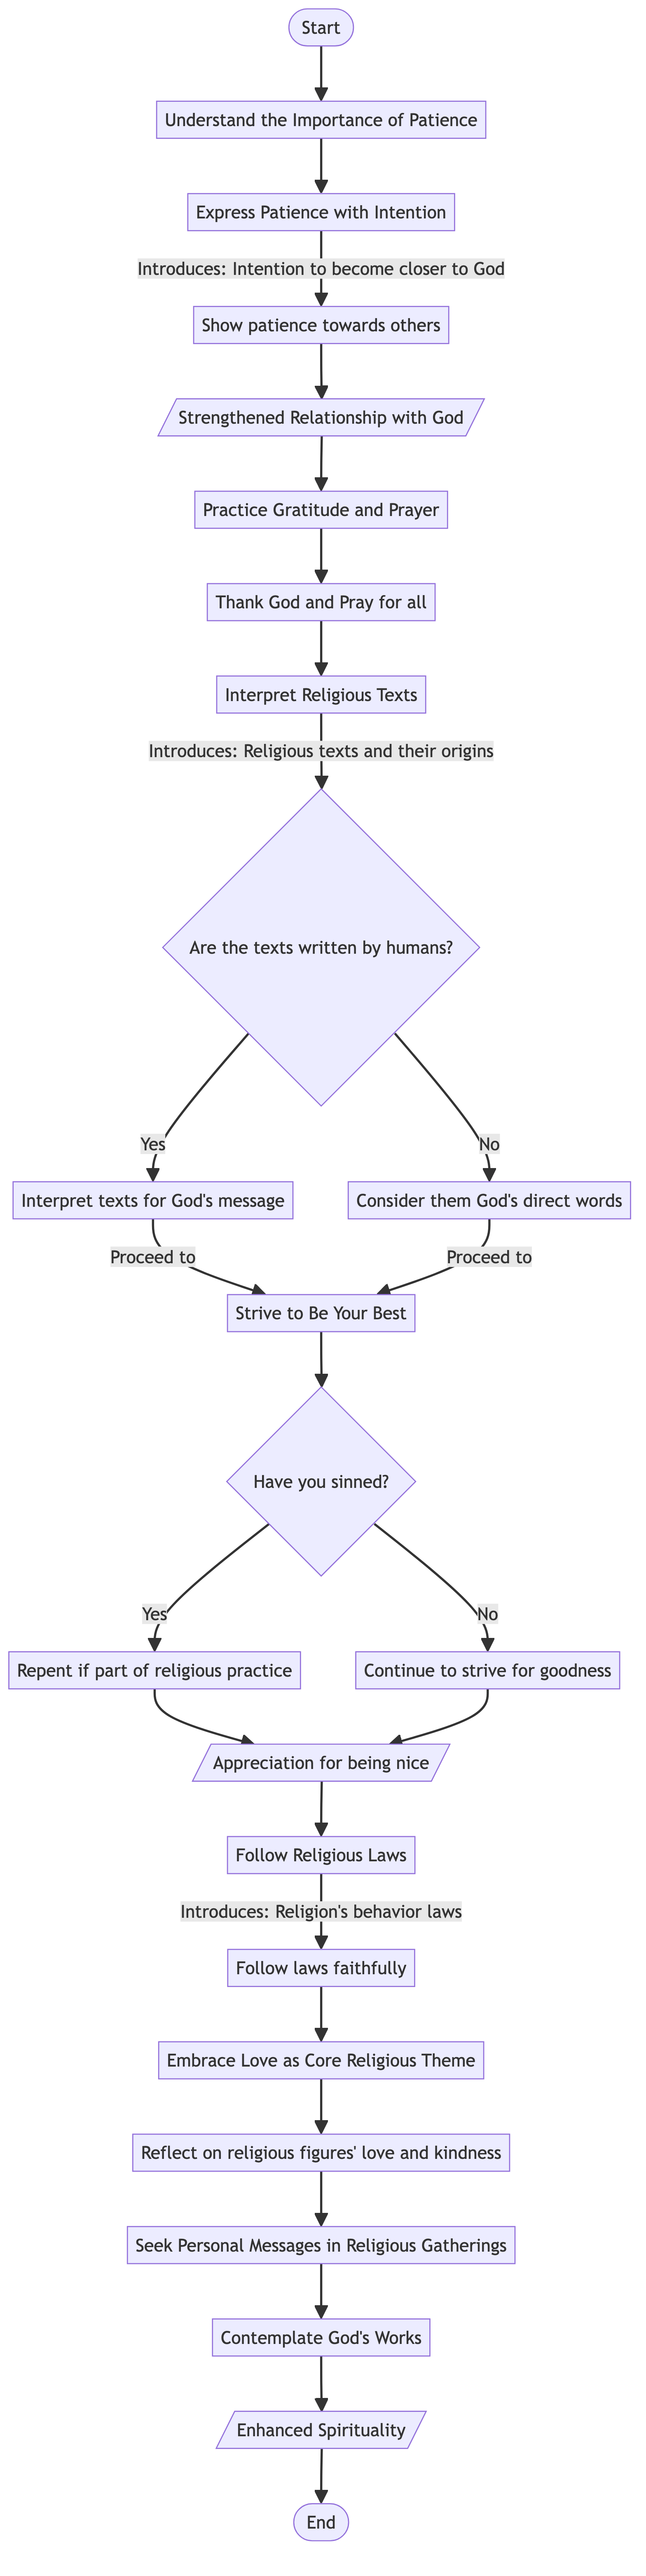 Start
Understand the Importance of Patience
Express Patience with Intention
Introduces: Intention to become closer to God
Show patience towards others
Strengthened Relationship with God
Practice Gratitude and Prayer
Thank God and Pray for all
Interpret Religious Texts
Introduces: Religious texts and their origins
Are the texts written by humans?
Yes
No
Interpret texts for God's message
Consider them God's direct words
Proceed to
Proceed to
Strive to Be Your Best
Have you sinned?
Yes
No
Repent if part of religious practice
Continue to strive for goodness
Appreciation for being nice
Follow Religious Laws
Introduces: Religion's behavior laws
Follow laws faithfully
Embrace Love as Core Religious Theme
Reflect on religious figures' love and kindness
Seek Personal Messages in Religious Gatherings
Contemplate God's Works
Enhanced Spirituality
End